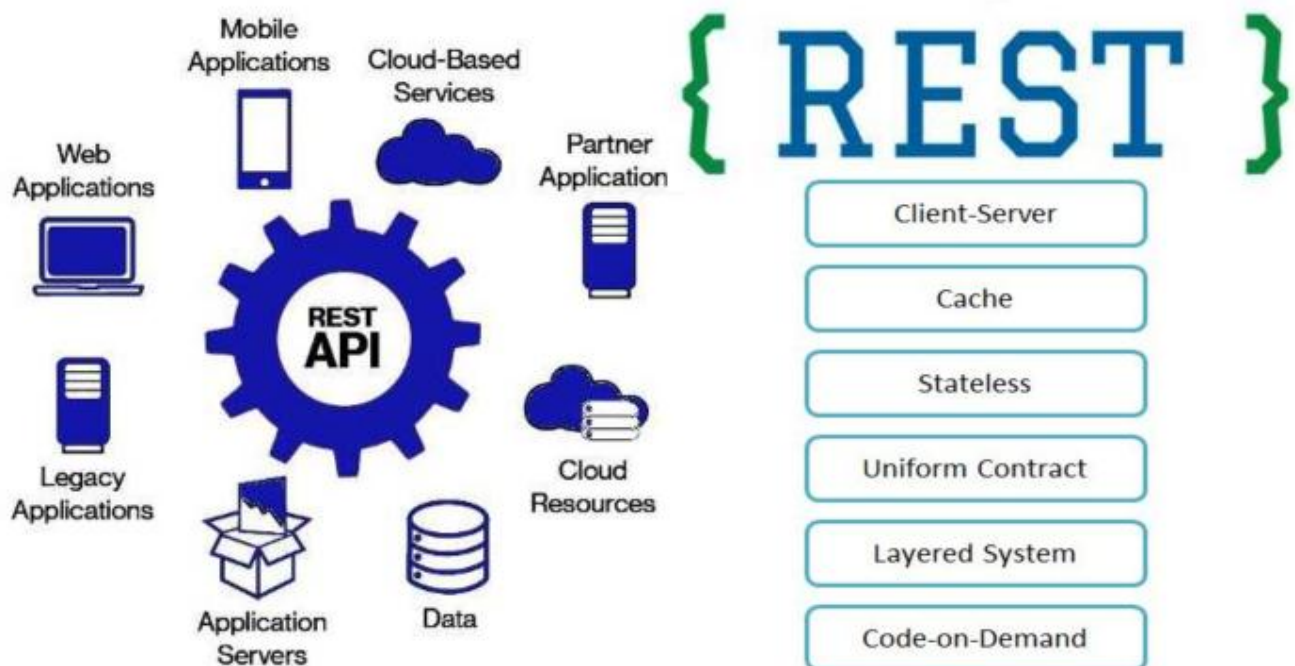 Mobile
Applications
Cloud-Based
Services
Web
Applications
Partner
Application
REST
API
Legacy
Applications
Cloud
Resources
Application
Servers
Data
{ REST }
Client-Server
Cache
Stateless
Uniform Contract
Layered System
Code-on-Demand